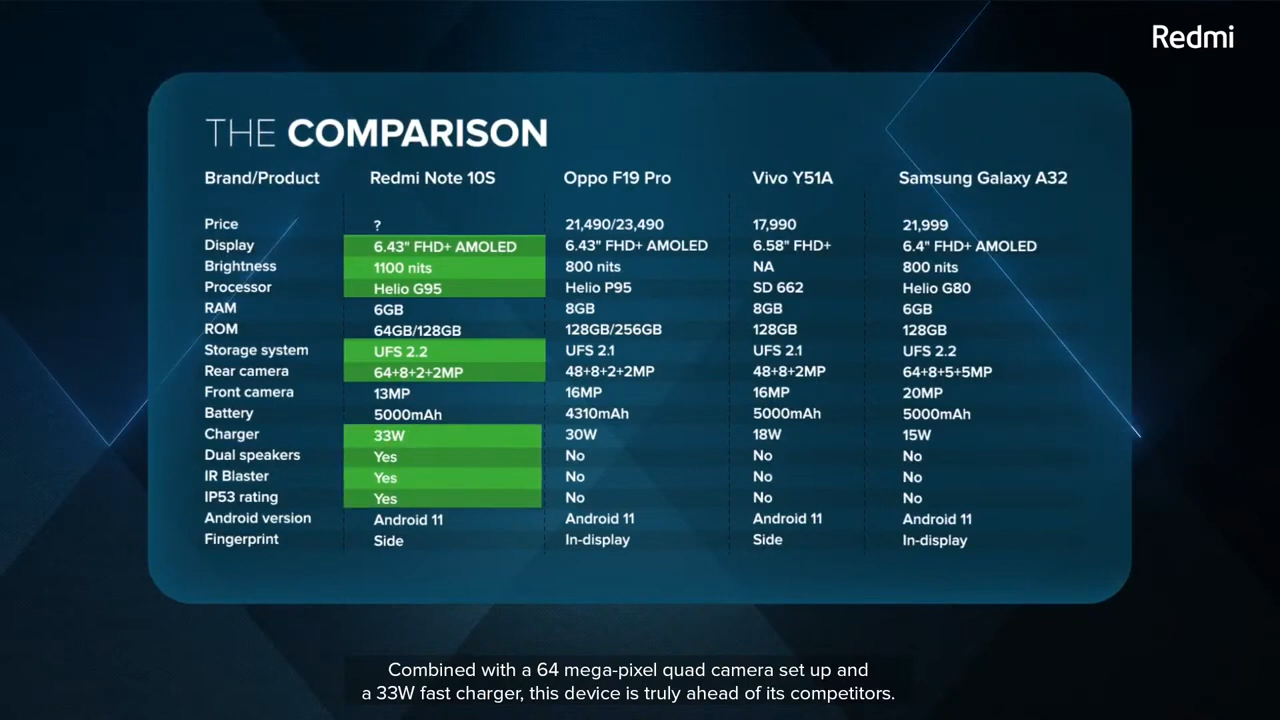 Redmi
THE COMPARISON
Brand/Product Redmi Note 10S Oppo F19 Pro Vivo Y51A Samsung Galaxy A32
Price ? 21,490/23,490 17,990 21,999
Display 6.43" FHD+ AMOLED 6.43" FHD+ AMOLED 6.58" FHD+ 6.4" FHD+ AMOLED
Brightness 1100 nits 800 nits NA 800 nits
Processor Helio G95 Helio P95 SD 662 Helio G80
RAM 6GB 8GB 8GB 6GB
ROM 64GB/128GB 128GB/256GB 128GB 128GB
Storage system UFS 2.2 UFS 2.1 UFS 2.1 UFS 2.2
Rear camera 64+8+2+2MP 48+8+2+2MP 48+8+2MP 64+8+5+5MP
Front camera 13MP 16MP 16MP 20MP
Battery 5000mAh 4310mAh 5000mAh 5000mAh
Charger 33W 30W 18W 15W
Dual speakers Yes No No No
IR Blaster Yes No No No
IP53 rating Yes No No No
Android version Android 11 Android 11 Android 11 Android 11
Fingerprint Side In-display Side In-display
Combined with a 64 mega-pixel quad camera set up and
a 33W fast charger, this device is truly ahead of its competitors.